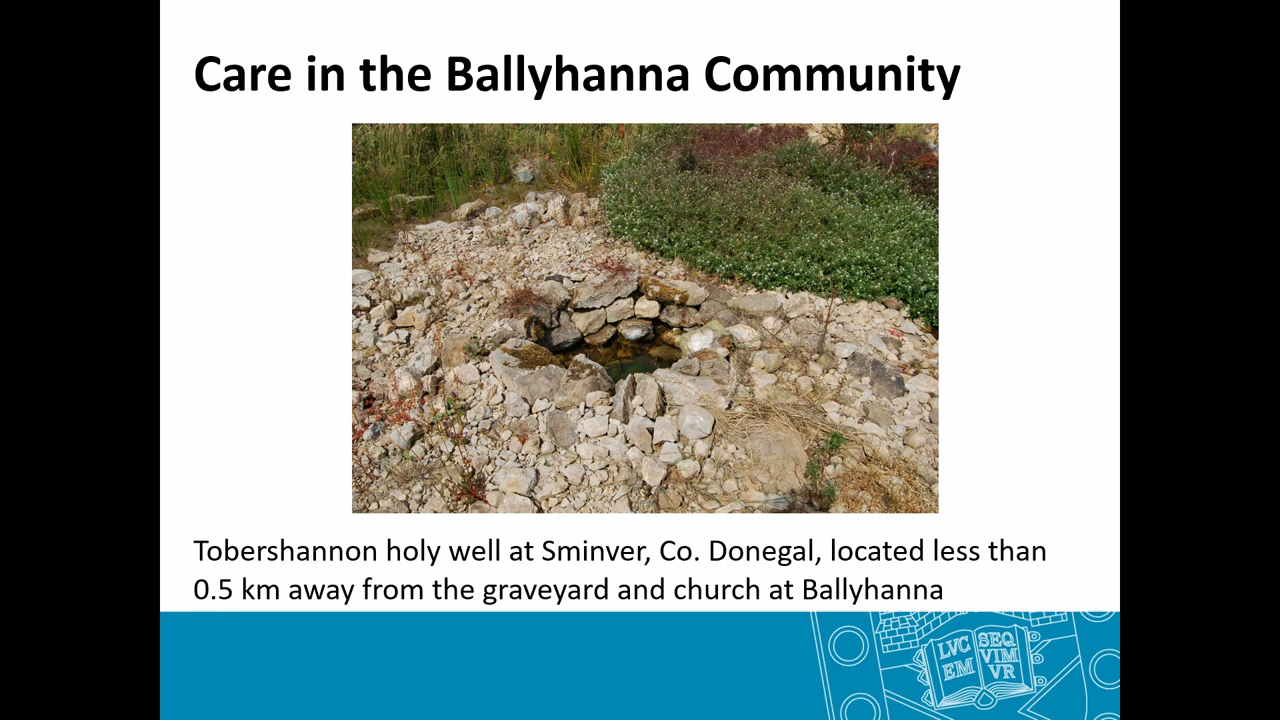 Care in the Ballyhanna Community
Tobershannon holy well at Sminver, Co. Donegal, located less than
0.5 km away from the graveyard and church at Ballyhanna
LVC SEQ
EM VIM
VR